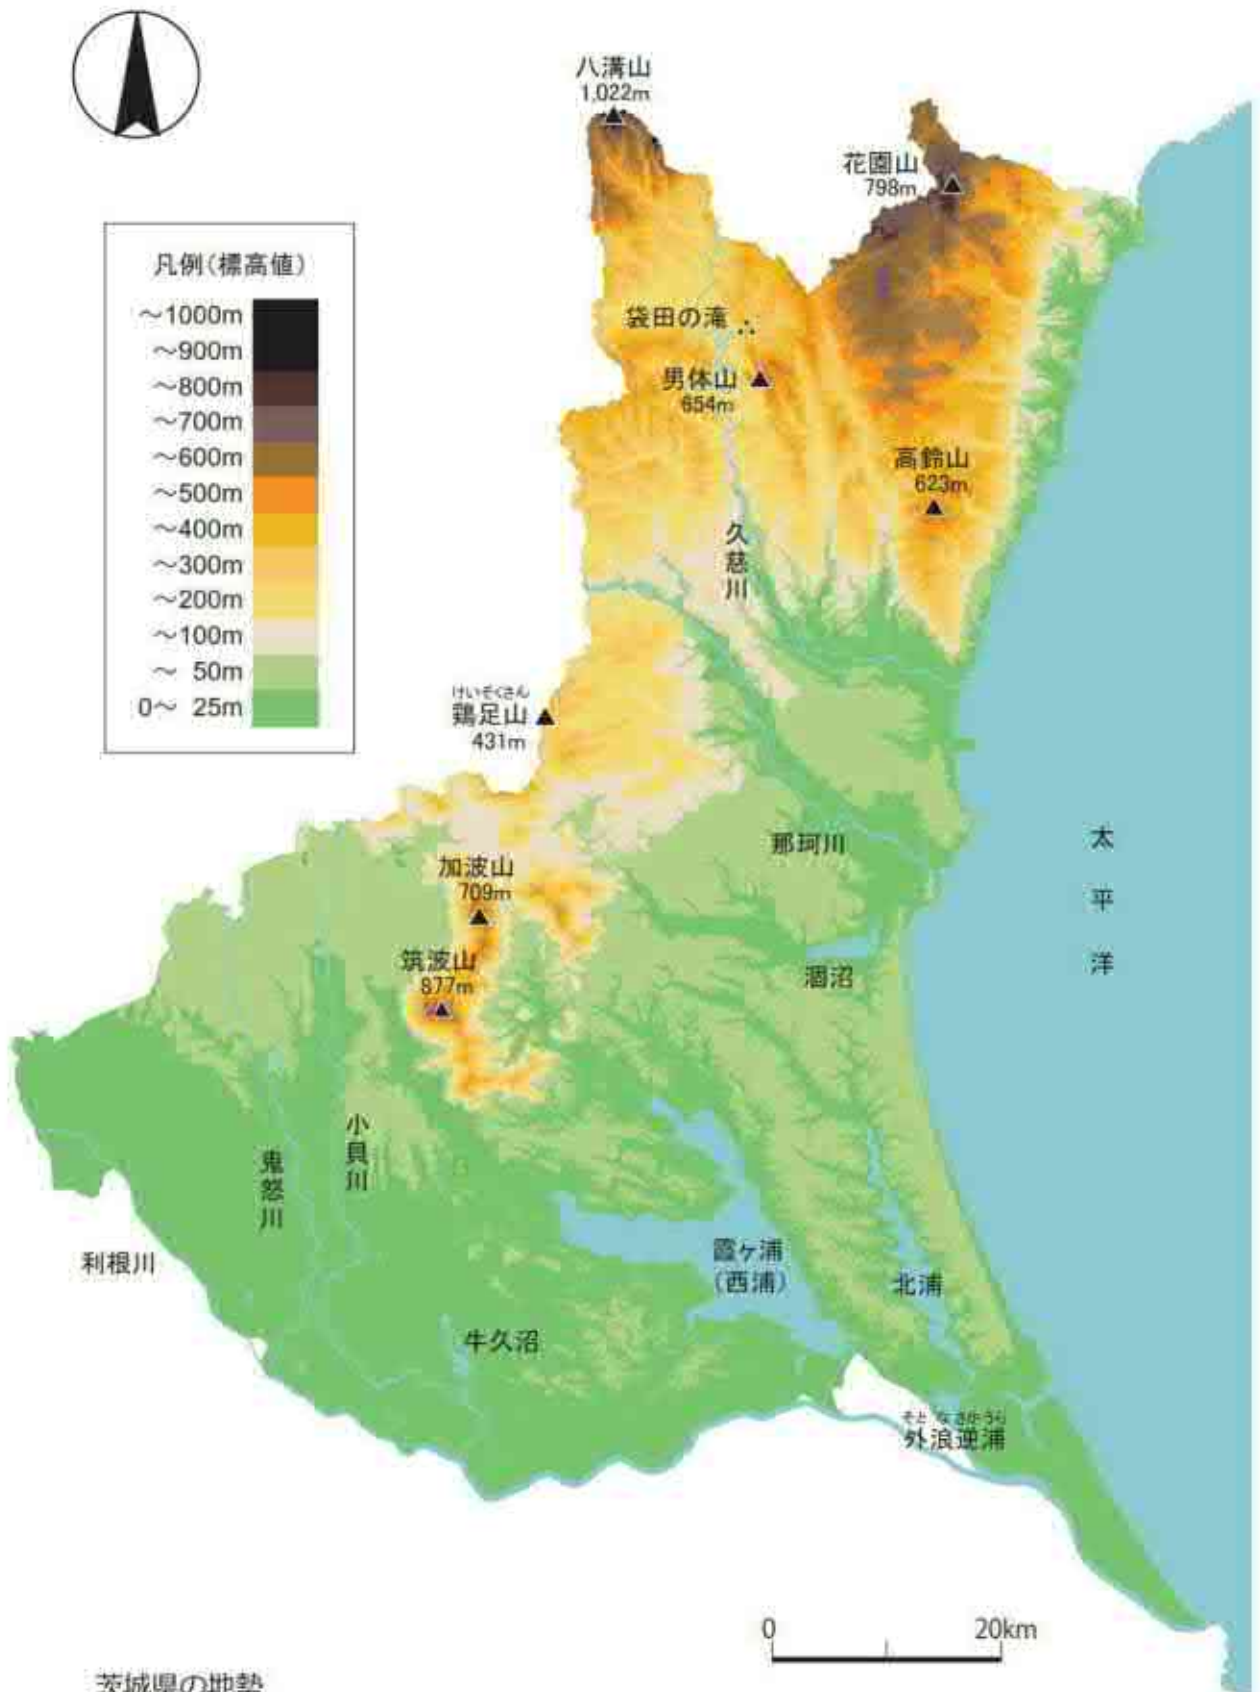 八溝山
1,022m
花園山
798m
凡例(標高値)
～1000m
～900m
～800m
～700m
～600m
～500m
～400m
～300m
～200m
～100m
～ 50m
0～ 25m
袋田の滝
男体山
654m
高鈴山
623m
久慈川
けいそくさん
鶏足山
431m
那珂川
太平洋
加波山
709m
涸沼
筑波山
877m
小貝川
鬼怒川
利根川
霞ヶ浦
(西浦)
北浦
牛久沼
そと な さかうら
外浪逆浦
0 20km
茨城県の地勢